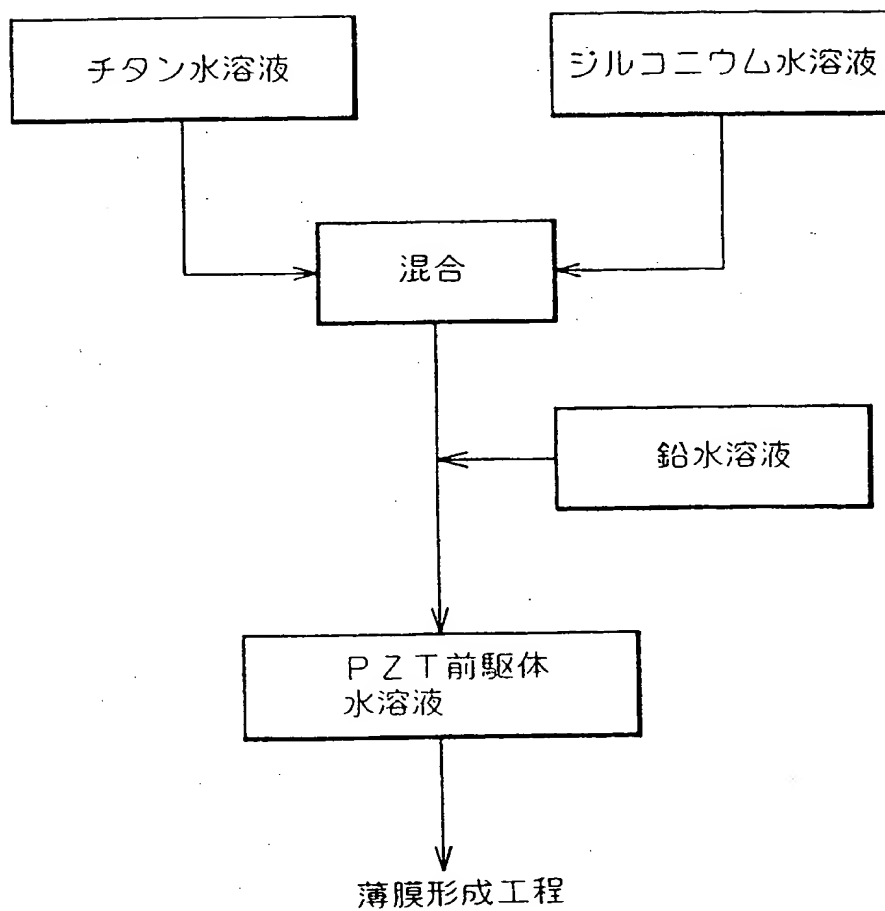 チタン水溶液
ジルコニウム水溶液
混合
鉛水溶液
PZT前駆体
水溶液
薄膜形成工程